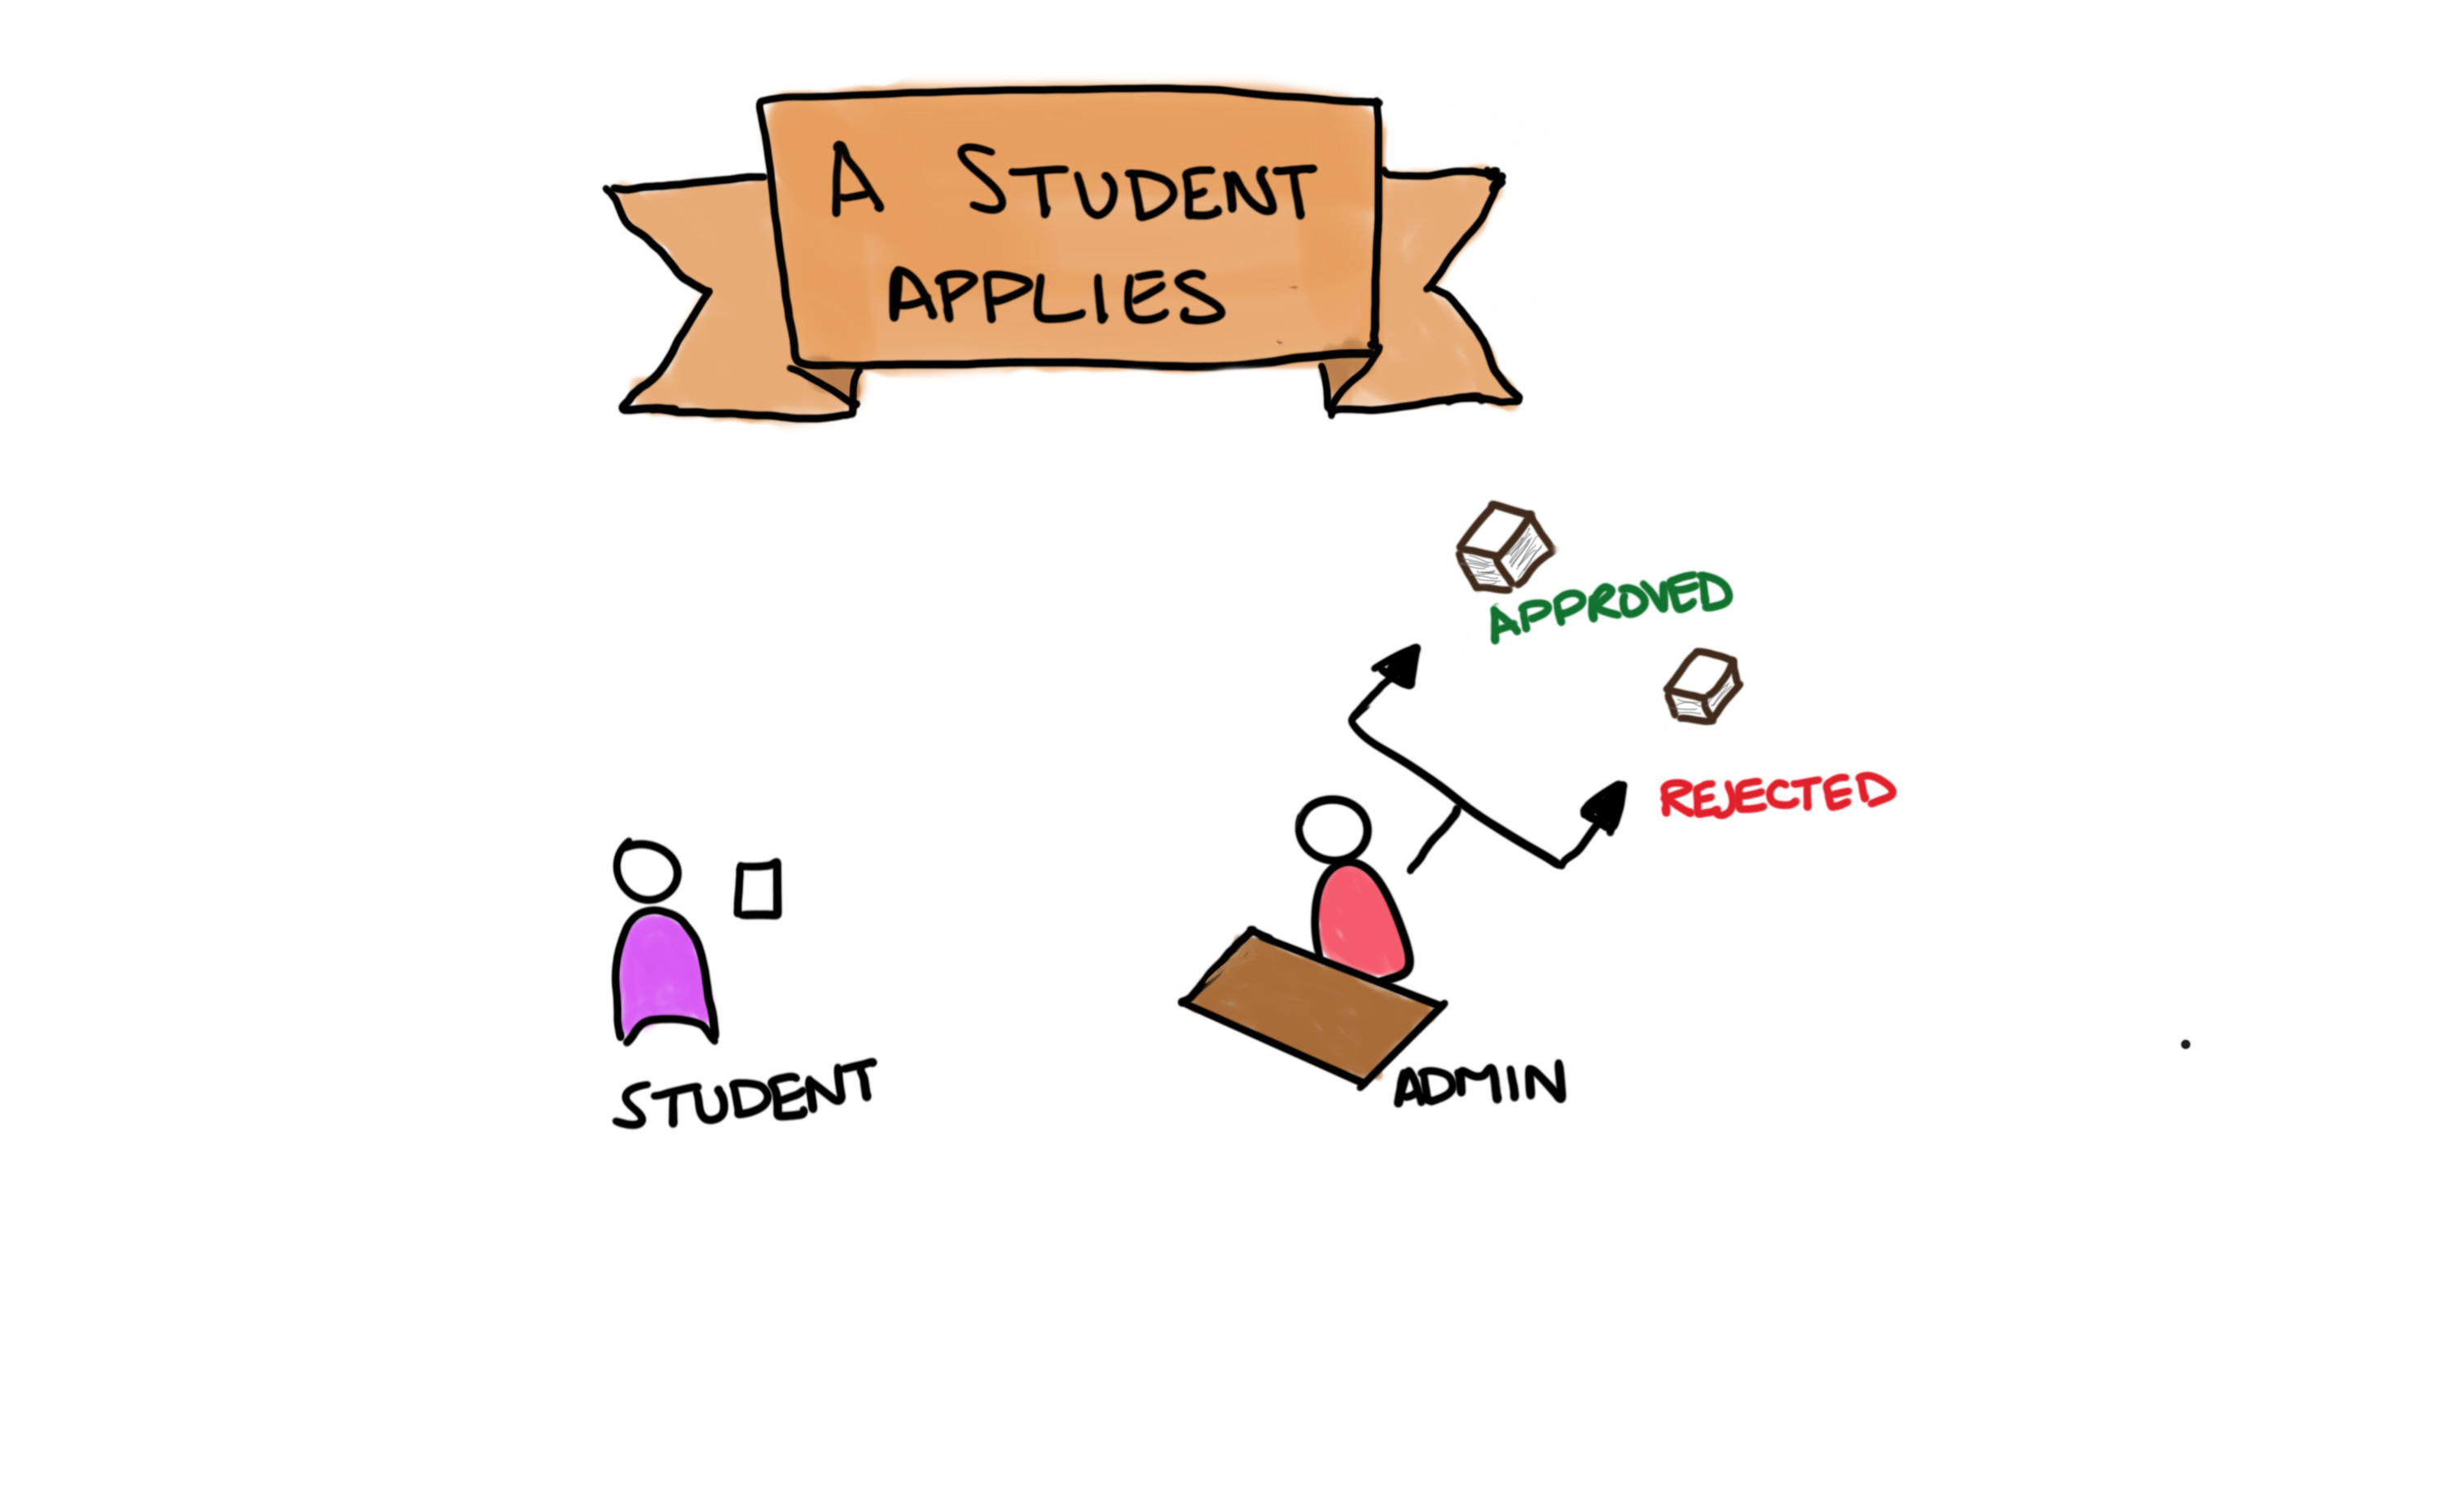 A STUDENT
APPLIES
APPROVED
REJECTED
STUDENT
ADMIN